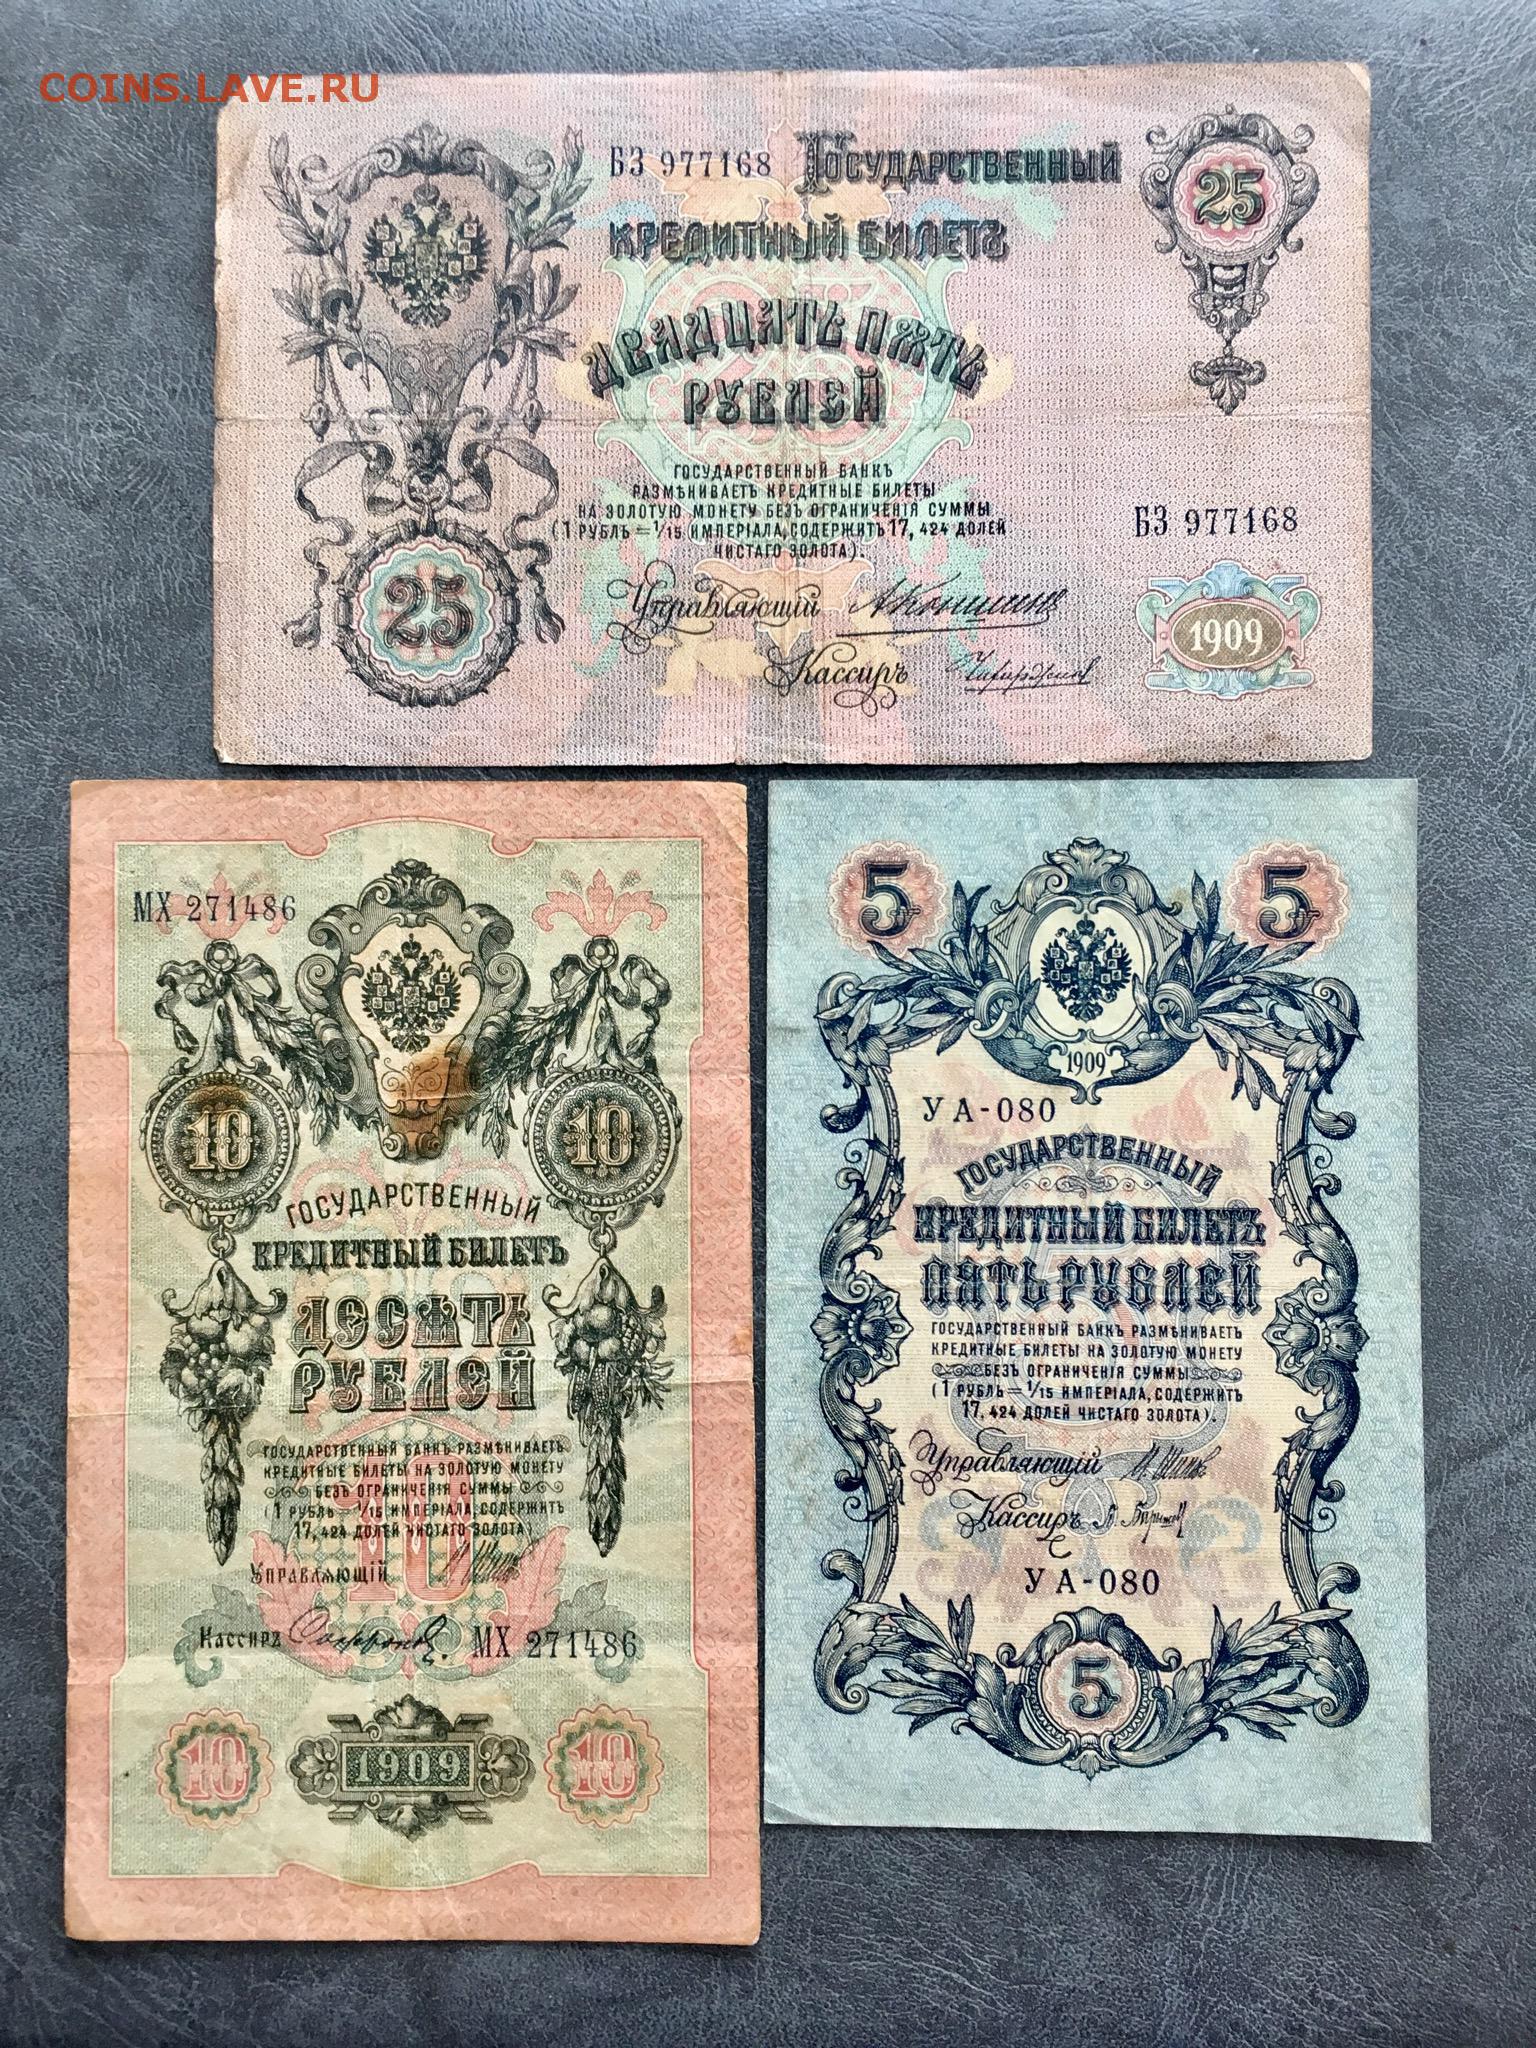 COINS.LAVE.RU
БЗ 977168 ГОСУДАРСТВЕННЫЙ
КРЕДИТНЫЙ БИЛЕТЪ
25
ДВАДЦАТЬ ПЯТЬ
РУБЛЕЙ
ГОСУДАРСТВЕННЫЙ БАНКЪ
РАЗМѢНИВАЕТЪ КРЕДИТНЫЕ БИЛЕТЫ
НА ЗОЛОТУЮ МОНЕТУ БЕЗЪ ОГРАНИЧЕНІЯ СУММЫ
(1 РУБЛЬ = 1/15 ИМПЕРІАЛА, СОДЕРЖИТЪ 17, 424 ДОЛЕЙ
ЧИСТАГО ЗОЛОТА).
БЗ 977168
25
Управляющій АКоншинъ
Кассиръ
1909
МХ 271486
10 10
ГОСУДАРСТВЕННЫЙ
КРЕДИТНЫЙ БИЛЕТЪ
ДЕСЯТЬ
РУБЛЕЙ
ГОСУДАРСТВЕННЫЙ БАНКЪ РАЗМѢНИВАЕТЪ
КРЕДИТНЫЕ БИЛЕТЫ НА ЗОЛОТУЮ МОНЕТУ
БЕЗЪ ОГРАНИЧЕНІЯ СУММЫ
(1 РУБЛЬ = 1/15 ИМПЕРІАЛА, СОДЕРЖИТЪ
17, 424 ДОЛЕЙ ЧИСТАГО ЗОЛОТА)
10
Управляющій И Шиповъ
Кассиръ Софроновъ МХ 271486
10 1909 10
5 5
1909
УА-080
ГОСУДАРСТВЕННЫЙ
КРЕДИТНЫЙ БИЛЕТЪ
ПЯТЬ РУБЛЕЙ
ГОСУДАРСТВЕННЫЙ БАНКЪ РАЗМѢНИВАЕТЪ
КРЕДИТНЫЕ БИЛЕТЫ НА ЗОЛОТУЮ МОНЕТУ
БЕЗЪ ОГРАНИЧЕНІЯ СУММЫ
(1 РУБЛЬ = 1/15 ИМПЕРІАЛА, СОДЕРЖИТЪ
17, 424 ДОЛЕЙ ЧИСТАГО ЗОЛОТА).
Управляющій И Шиповъ
Кассиръ
УА-080
5